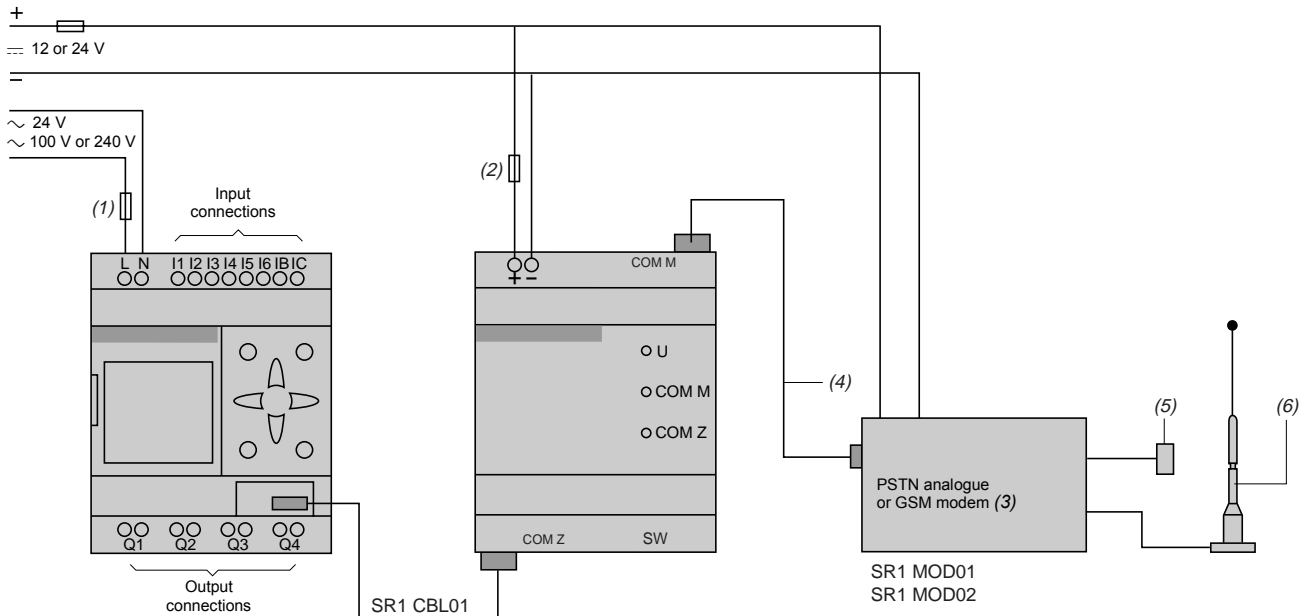 +
12 or 24 V
–
24 V
100 V or 240 V
(1)
Input
connections
L N I1 I2 I3 I4 I5 I6 IB IC
Q1 Q2 Q3 Q4
Output
connections
SR1 CBL01
(2)
+ –
COM M
U
COM M
COM Z
COM Z
SW
(4)
PSTN analogue
or GSM modem (3)
SR1 MOD01
SR1 MOD02
(5)
(6)